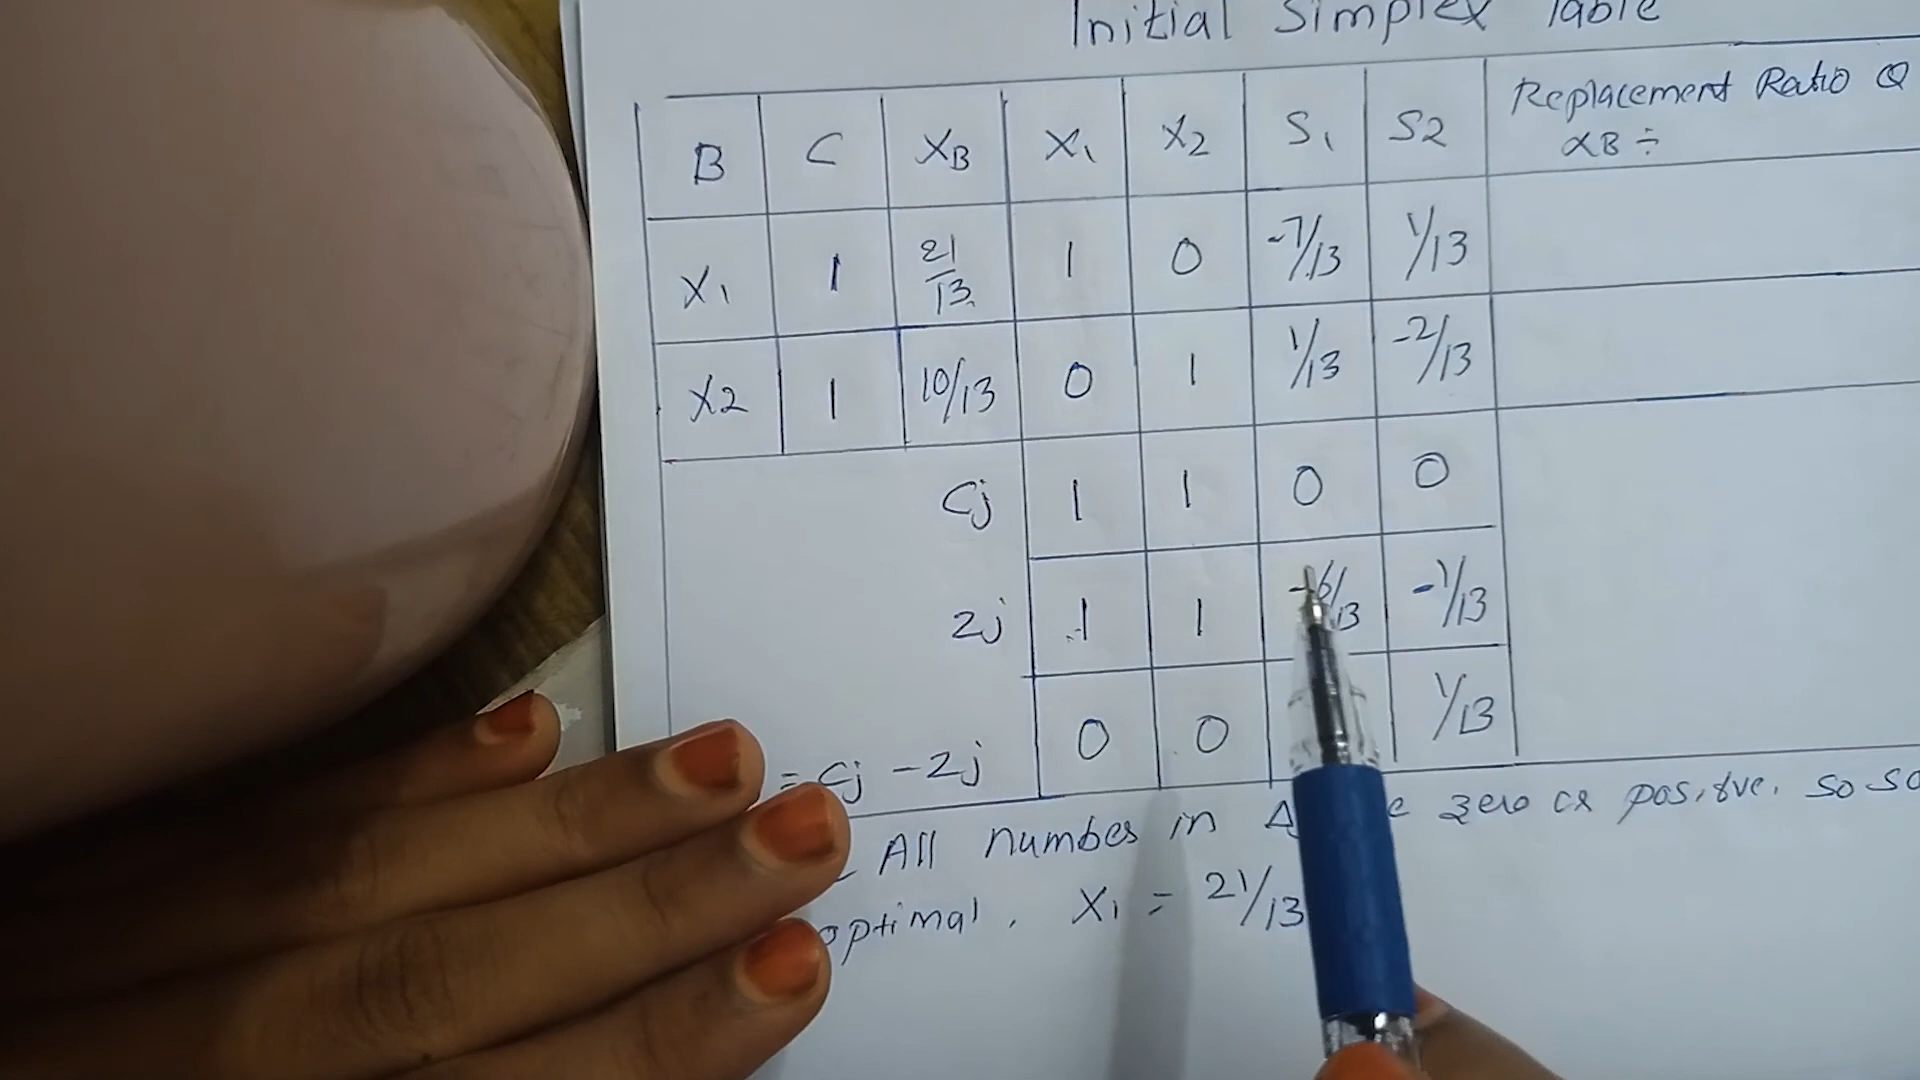 Initial Simplex Table
B C XB X1 X2 S1 S2 Replacement Ratio Q
XB ÷
X1 1 21/13 1 0 -7/13 1/13
X2 1 10/13 0 1 1/13 -2/13
Cj 1 1 0 0
Zj 1 1 -6/13 -1/13
= Cj - Zj 0 0 1/13
All numbes in zero or positive. So
optimal. X1 = 21/13